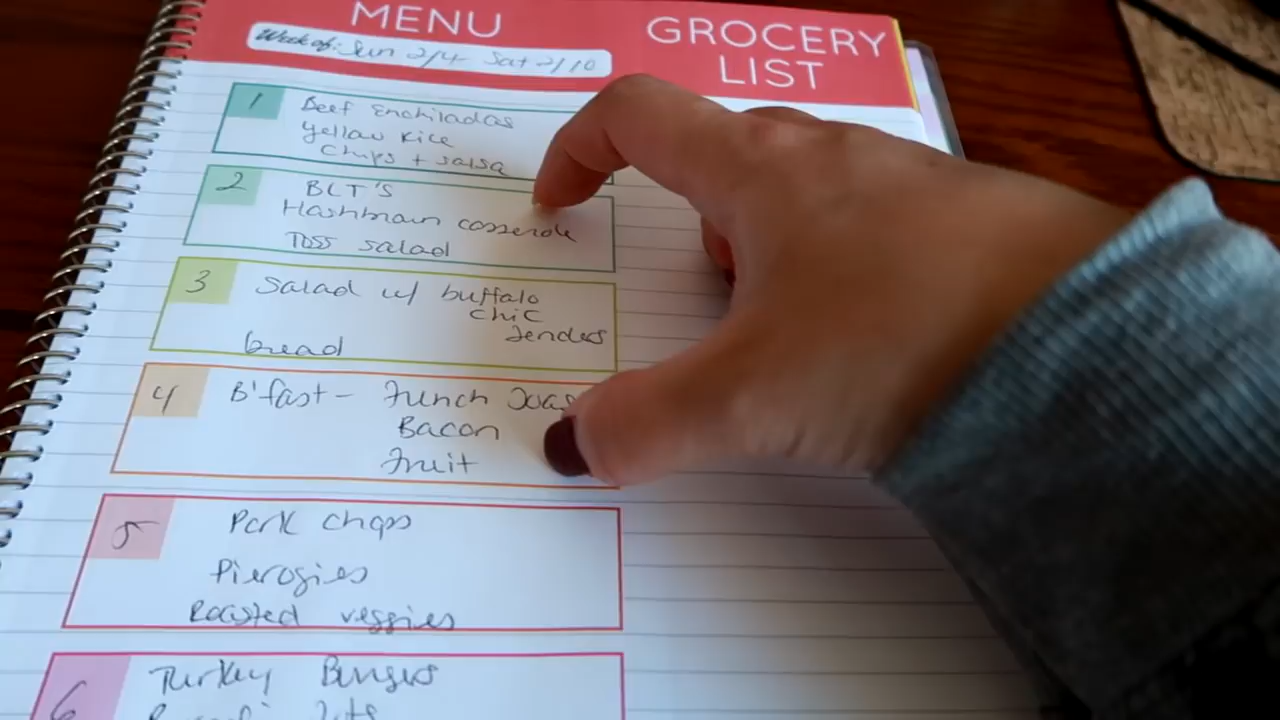 MENU
Week of: Sun 2/4 Sat 2/10
GROCERY
LIST
1
Beef Enchiladas
Yellow Rice
Chips + salsa
2
BLT'S
Hashbrown casserole
Toss salad
3
Salad w/ buffalo
chic
tenders
bread
4
B'fast - French
Bacon
Fruit
5
Pork chops
Pierogies
Roasted veggies
6
Turkey Burgers